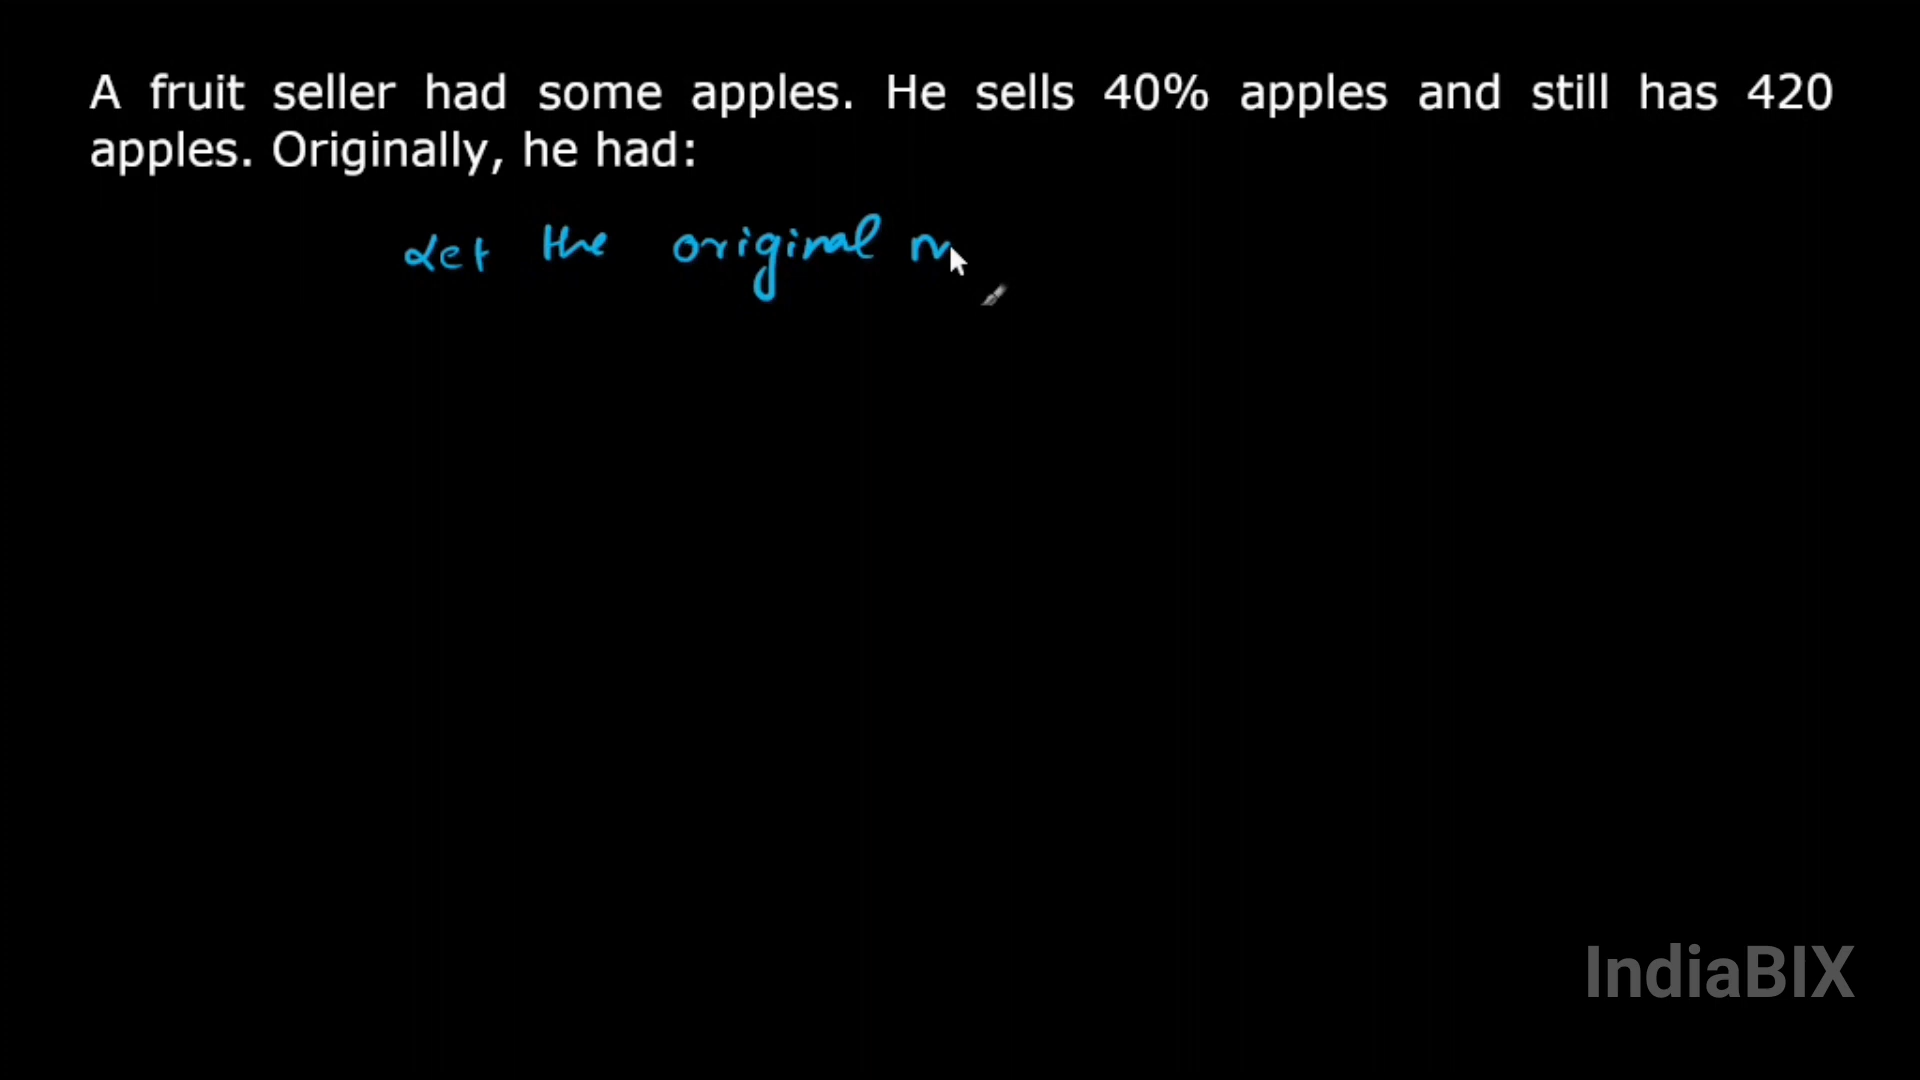 A fruit seller had some apples. He sells 40% apples and still has 420
apples. Originally, he had:
Let the original
IndiaBIX